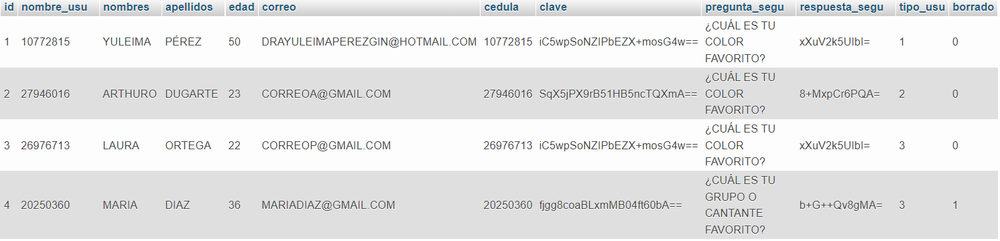 id nombre_usu nombres apellidos edad correo cedula clave pregunta_segu respuesta_segu tipo_usu borrado
1 10772815 YULEIMA PÉREZ 50 DRAYULEIMAPEREZGIN@HOTMAIL.COM 10772815 iC5wpSoNZIPbEZX+mosG4w== ¿CUÁL ES TU COLOR FAVORITO? xXuV2k5UIbI= 1 0
2 27946016 ARTHURO DUGARTE 23 CORREOA@GMAIL.COM 27946016 SqX5jPX9rB51HB5ncTQXmA== ¿CUÁL ES TU COLOR FAVORITO? 8+MxpCr6PQA= 2 0
3 26976713 LAURA ORTEGA 22 CORREOP@GMAIL.COM 26976713 iC5wpSoNZIPbEZX+mosG4w== ¿CUÁL ES TU COLOR FAVORITO? xXuV2k5UIbI= 3 0
4 20250360 MARIA DIAZ 36 MARIADIAZ@GMAIL.COM 20250360 fjgg8coaBLxmMB04ft60bA== ¿CUÁL ES TU GRUPO O CANTANTE FAVORITO? b+G++Qv8gMA= 3 1